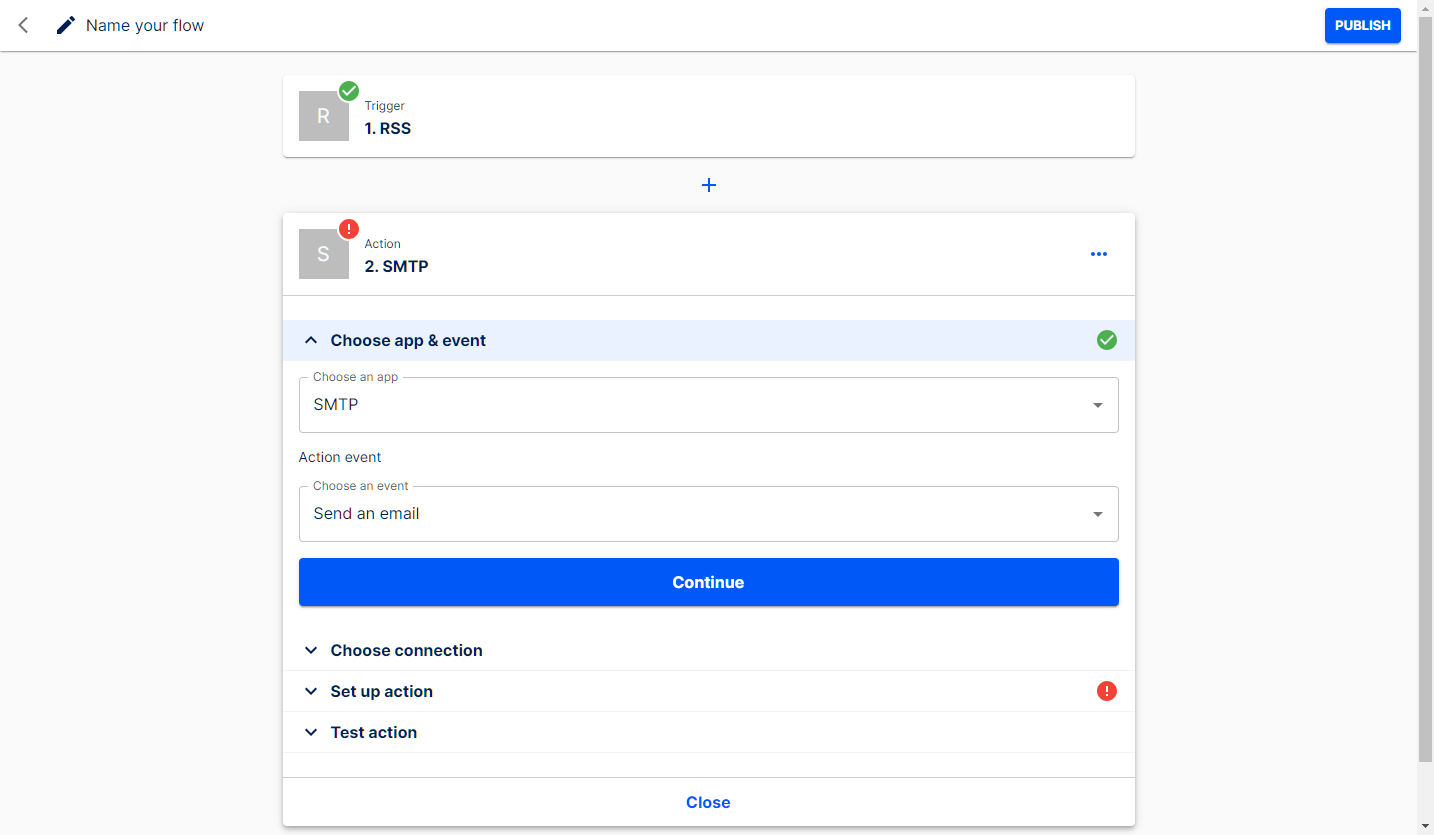 Name your flow
PUBLISH
R
Trigger
1. RSS
S
Action
2. SMTP
Choose app & event
Choose an app
SMTP
Action event
Choose an event
Send an email
Continue
Choose connection
Set up action
Test action
Close